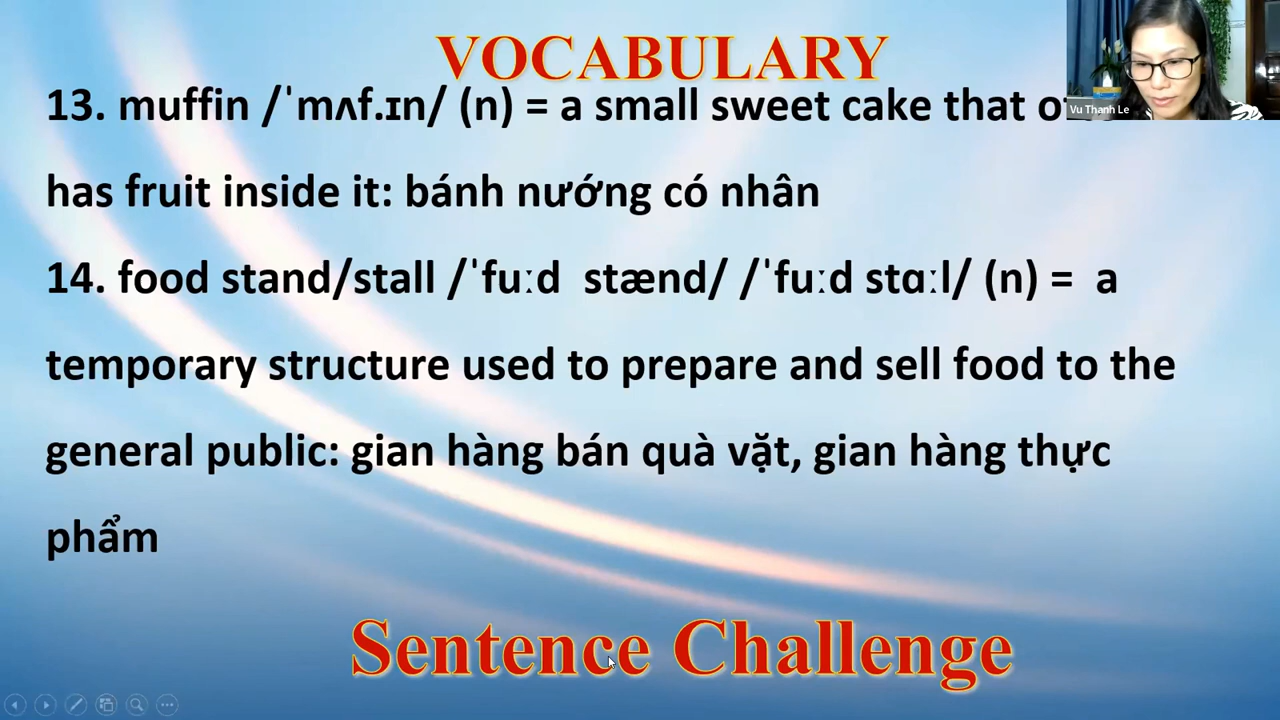 VOCABULARY
13. muffin /ˈmʌf.ɪn/ (n) = a small sweet cake that
Vu Thanh Le
has fruit inside it: bánh nướng có nhân
14. food stand/stall /ˈfuːd stænd/ /ˈfuːd stɑːl/ (n) = a
temporary structure used to prepare and sell food to the
general public: gian hàng bán quà vặt, gian hàng thực
phẩm
Sentence Challenge